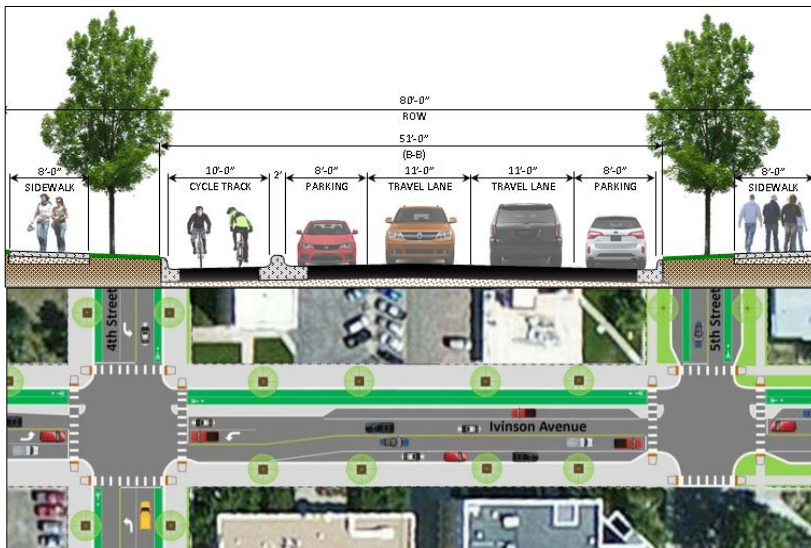 80'-0"
ROW
51'-0"
(B-B)
8'-0"
SIDEWALK
10'-0"
CYCLE TRACK
2'
8'-0"
PARKING
11'-0"
TRAVEL LANE
11'-0"
TRAVEL LANE
8'-0"
PARKING
8'-0"
SIDEWALK
4th Street
5th Street
Ivinson Avenue